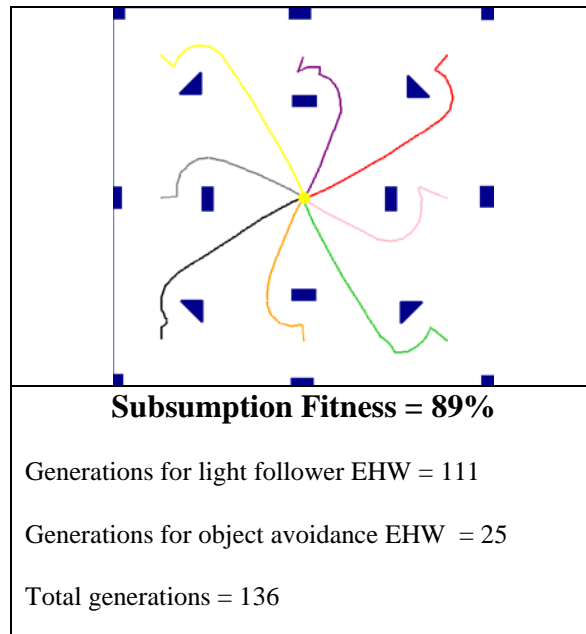 Subsumption Fitness = 89%
Generations for light follower EHW = 111
Generations for object avoidance EHW = 25
Total generations = 136